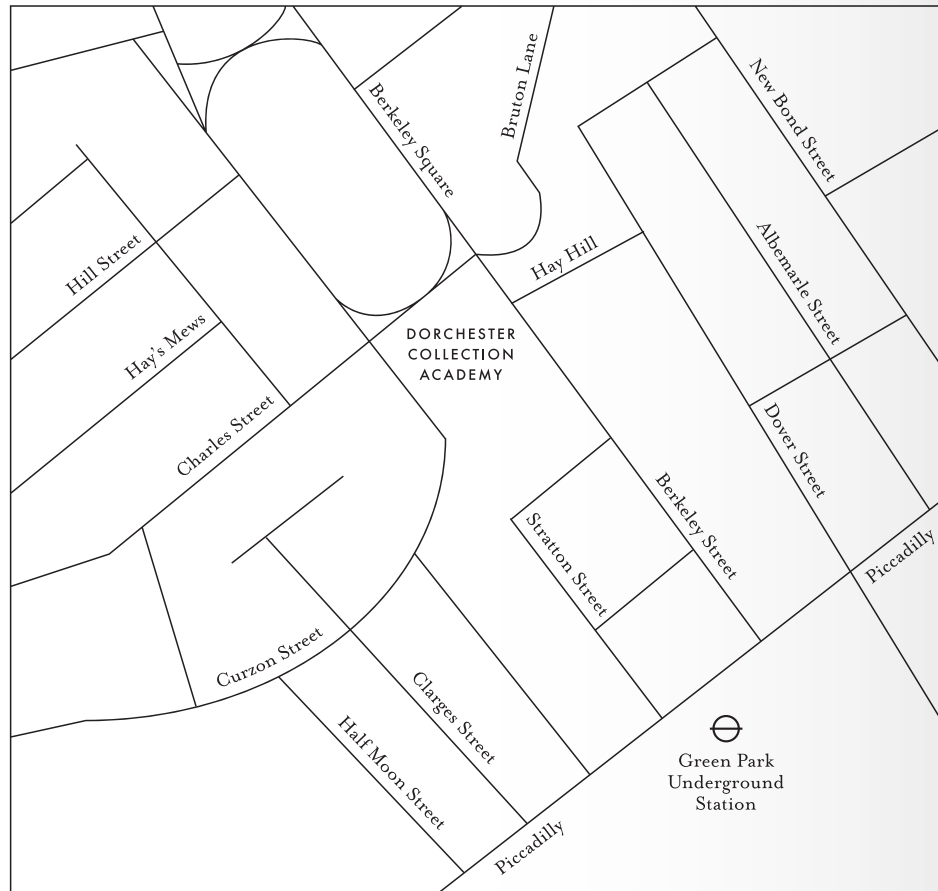 New Bond Street
Bruton Lane
Berkeley Square
Albemarle Street
Hill Street
Hay Hill
Hay's Mews
DORCHESTER
COLLECTION
ACADEMY
Charles Street
Dover Street
Berkeley Street
Stratton Street
Piccadilly
Curzon Street
Clarges Street
Half Moon Street
Green Park
Underground
Station
Piccadilly